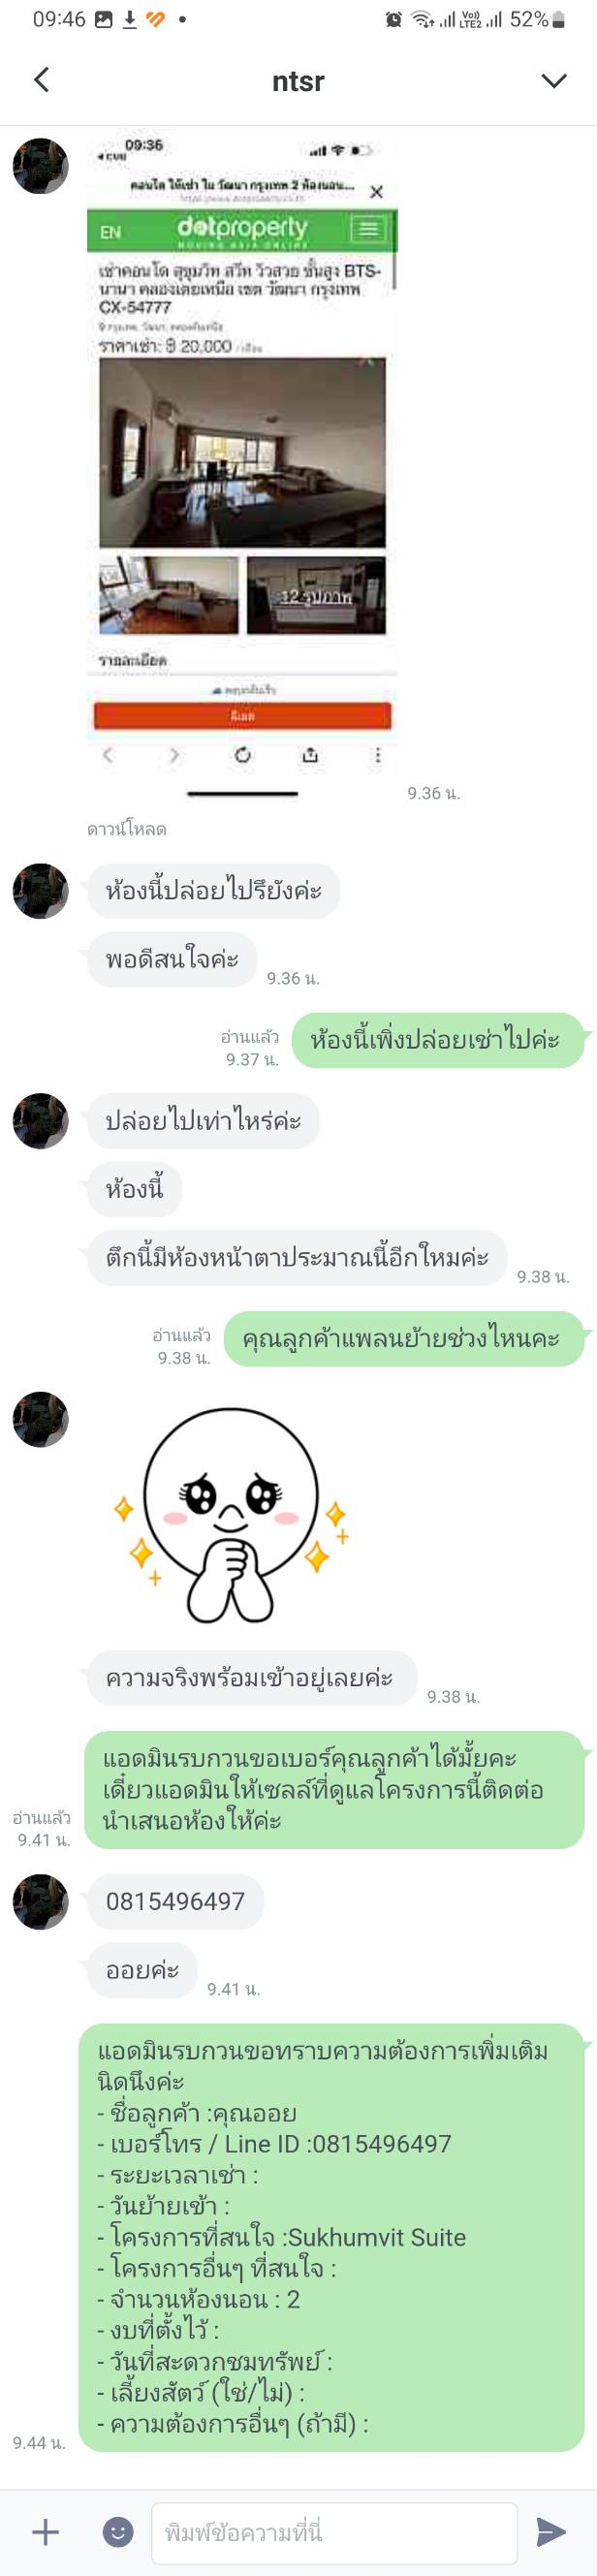 09:46
Vo)) LTE2
52%
ntsr
09:36
คอนโด ให้เช่า ใน วัฒนา กรุงเทพ 2 ห้องนอน...
EN
dotproperty
MOVING ASIA ONLINE
เช่าคอนโด สุขุมวิท สวีท วิวสวย ชั้นสูง BTS-
นานา คลองเตยเหนือ เขต วัฒนา กรุงเทพ
CX-54777
ราคาเช่า: ฿ 20,000 /เดือน
32 รูปภาพ
รายละเอียด
9.36 น.
ดาวน์โหลด
ห้องนี้ปล่อยไปรึยังค่ะ
พอดีสนใจค่ะ
9.36 น.
อ่านแล้ว
9.37 น.
ห้องนี้เพิ่งปล่อยเช่าไปค่ะ
ปล่อยไปเท่าไหร่ค่ะ
ห้องนี้
ตึกนี้มีห้องหน้าตาประมาณนี้อีกใหมค่ะ
9.38 น.
อ่านแล้ว
9.38 น.
คุณลูกค้าแพลนย้ายช่วงไหนคะ
ความจริงพร้อมเข้าอยู่เลยค่ะ
9.38 น.
แอดมินรบกวนขอเบอร์คุณลูกค้าได้มั้ยคะ
เดี๋ยวแอดมินให้เซลล์ที่ดูแลโครงการนี้ติดต่อ
นำเสนอห้องให้ค่ะ
อ่านแล้ว
9.41 น.
0815496497
ออยค่ะ
9.41 น.
แอดมินรบกวนขอทราบความต้องการเพิ่มเติม
นิดนึงค่ะ
- ชื่อลูกค้า :คุณออย
- เบอร์โทร / Line ID :0815496497
- ระยะเวลาเช่า :
- วันย้ายเข้า :
- โครงการที่สนใจ :Sukhumvit Suite
- โครงการอื่นๆ ที่สนใจ :
- จำนวนห้องนอน : 2
- งบที่ตั้งไว้ :
- วันที่สะดวกชมทรัพย์ :
- เลี้ยงสัตว์ (ใช่/ไม่) :
- ความต้องการอื่นๆ (ถ้ามี) :
9.44 น.
พิมพ์ข้อความที่นี่